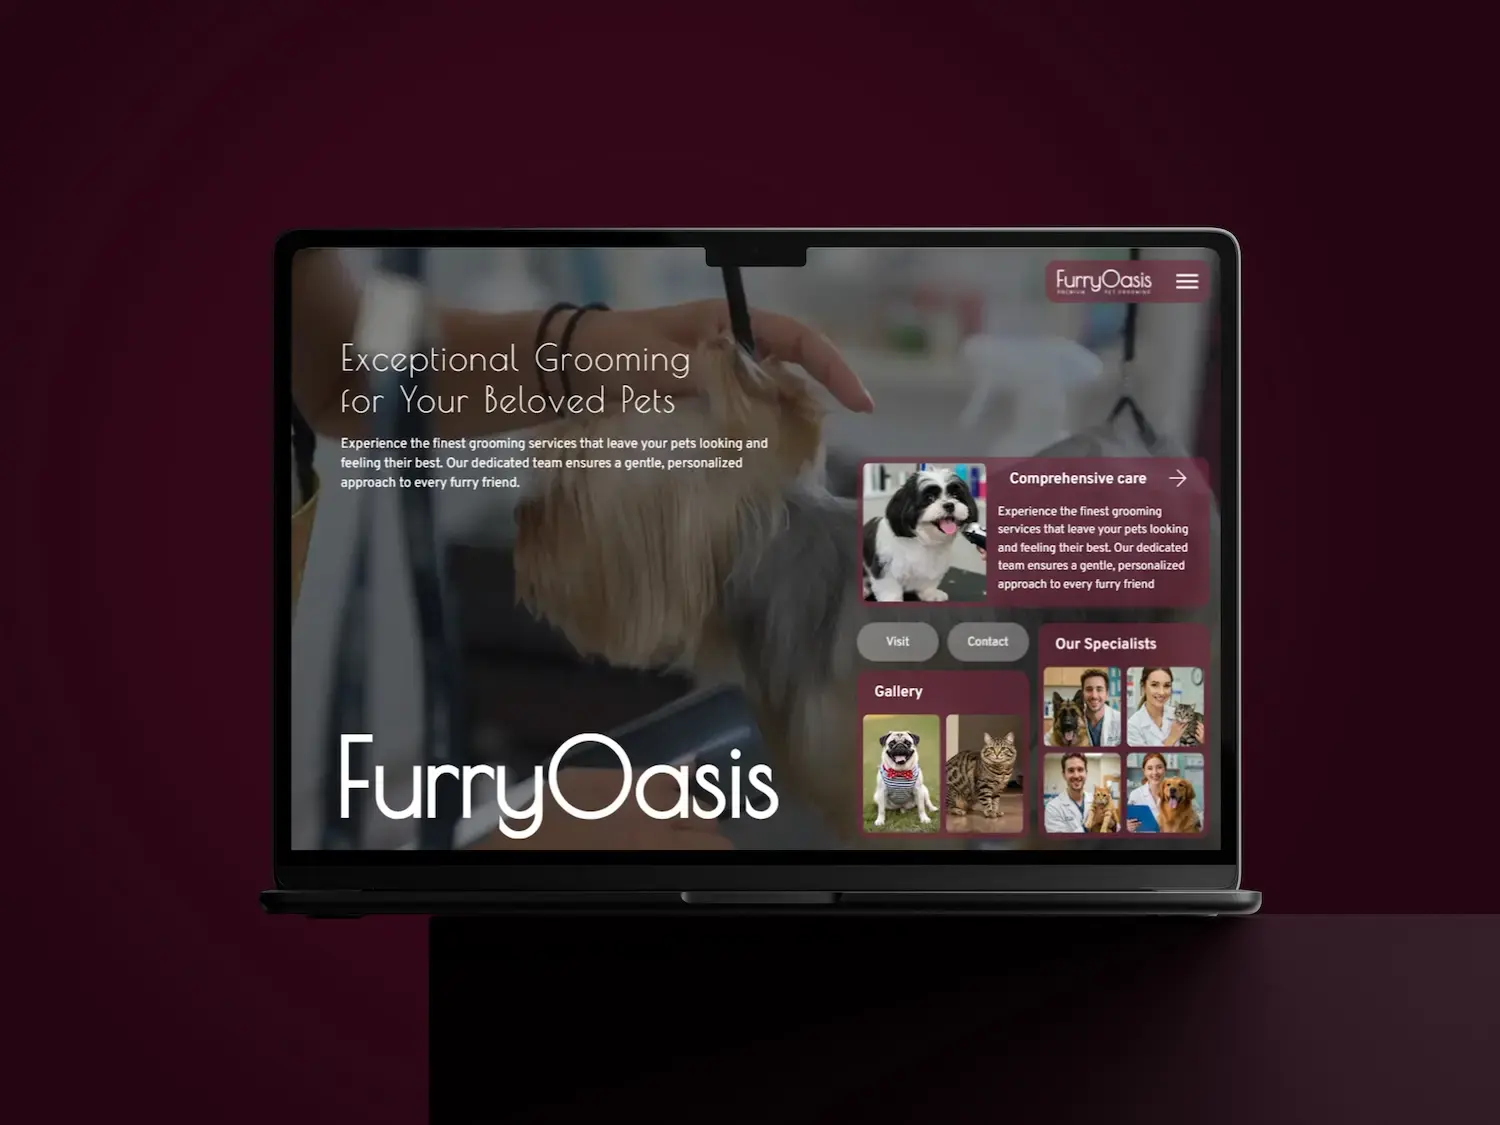 FurryOasis
PREMIUM PET GROOMING
Exceptional Grooming
for Your Beloved Pets
Experience the finest grooming services that leave your pets looking and
feeling their best. Our dedicated team ensures a gentle, personalized
approach to every furry friend.
Comprehensive care
Experience the finest grooming
services that leave your pets looking
and feeling their best. Our dedicated
team ensures a gentle, personalized
approach to every furry friend
Visit
Contact
Our Specialists
Gallery
FurryOasis